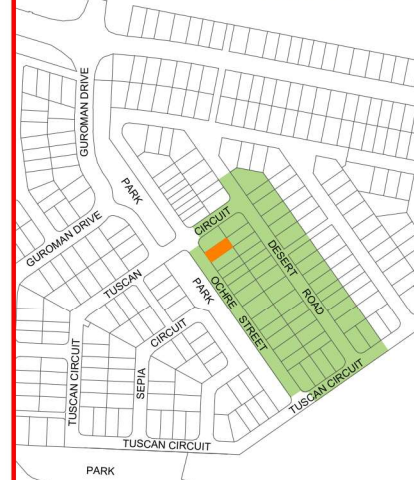 GUROMAN DRIVE
PARK
CIRCUIT
GUROMAN DRIVE
DESERT ROAD
TUSCAN
PARK
OCHRE STREET
CIRCUIT
TUSCAN CIRCUIT
SEPIA
TUSCAN CIRCUIT
TUSCAN CIRCUIT
PARK